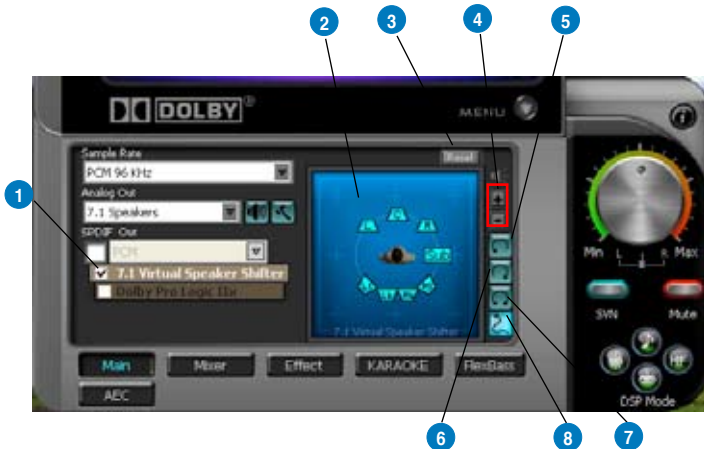 2
3
4
5
DOLBY®
MENU
Sample Rate
Reset
PCM 96 KHz
Analog Out
1
7.1 Speakers
SPDIF Out
PCM
7.1 Virtual Speaker Shifter
Dolby Pro Logic IIx
L
C
R
Sub
7.1 Virtual Speaker Shifter
+
-
Min
L
R
Max
SVN
Mute
DSP Mode
Main
Mixer
Effect
KARAOKE
FlexBass
AEC
6
8
7